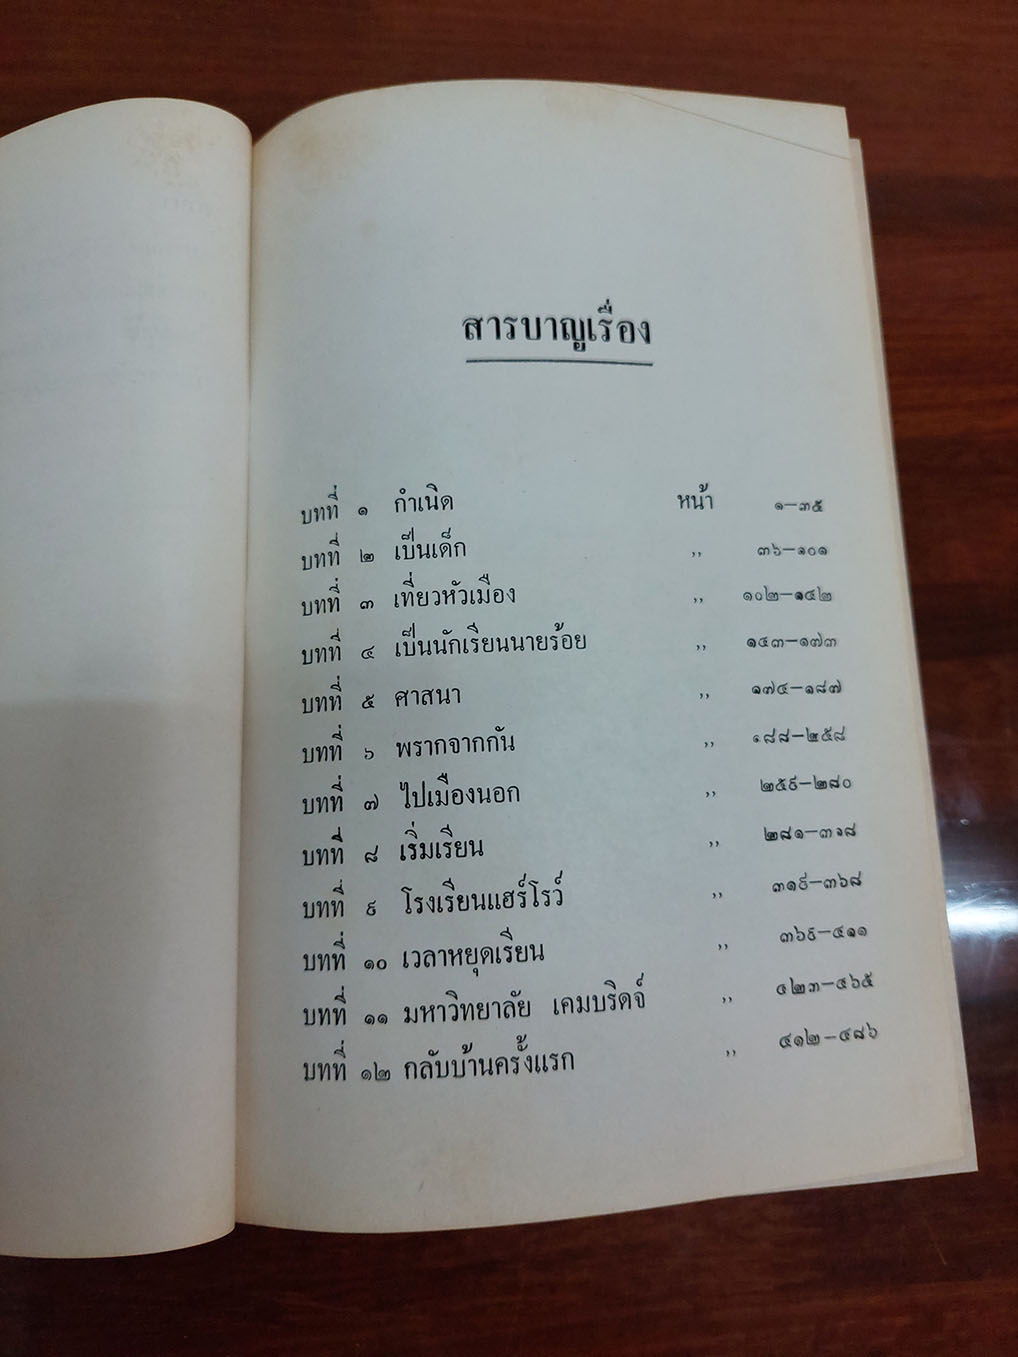 สารบาญเรื่อง
บทที่ ๑ กำเนิด หน้า ๑—๓๕
บทที่ ๒ เป็นเด็ก ,, ๓๖—๑๐๑
บทที่ ๓ เที่ยวหัวเมือง ,, ๑๐๒—๑๔๒
บทที่ ๔ เป็นนักเรียนนายร้อย ,, ๑๔๓—๑๗๓
บทที่ ๕ ศาสนา ,, ๑๗๔—๑๘๗
บทที่ ๖ พรากจากกัน ,, ๑๘๘—๒๕๘
บทที่ ๗ ไปเมืองนอก ,, ๒๕๙—๒๘๐
บทที่ ๘ เริ่มเรียน ,, ๒๘๑—๓๑๘
บทที่ ๙ โรงเรียนแฮร์โรว์ ,, ๓๑๙—๓๖๘
บทที่ ๑๐ เวลาหยุดเรียน ,, ๓๖๙—๔๑๑
บทที่ ๑๑ มหาวิทยาลัย เคมบริดจ์ ,, ๔๒๓—๔๖๕
บทที่ ๑๒ กลับบ้านครั้งแรก ,, ๔๑๒—๔๘๖